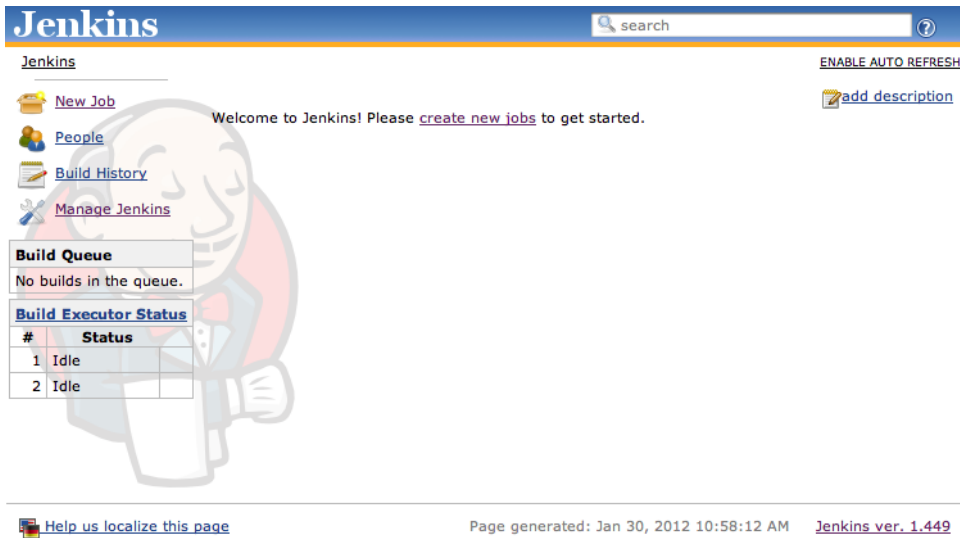 Jenkins
search
Jenkins
ENABLE AUTO REFRESH
New Job
add description
Welcome to Jenkins! Please create new jobs to get started.
People
Build History
Manage Jenkins
Build Queue
No builds in the queue.
Build Executor Status
# Status
1 Idle
2 Idle
Help us localize this page
Page generated: Jan 30, 2012 10:58:12 AM
Jenkins ver. 1.449